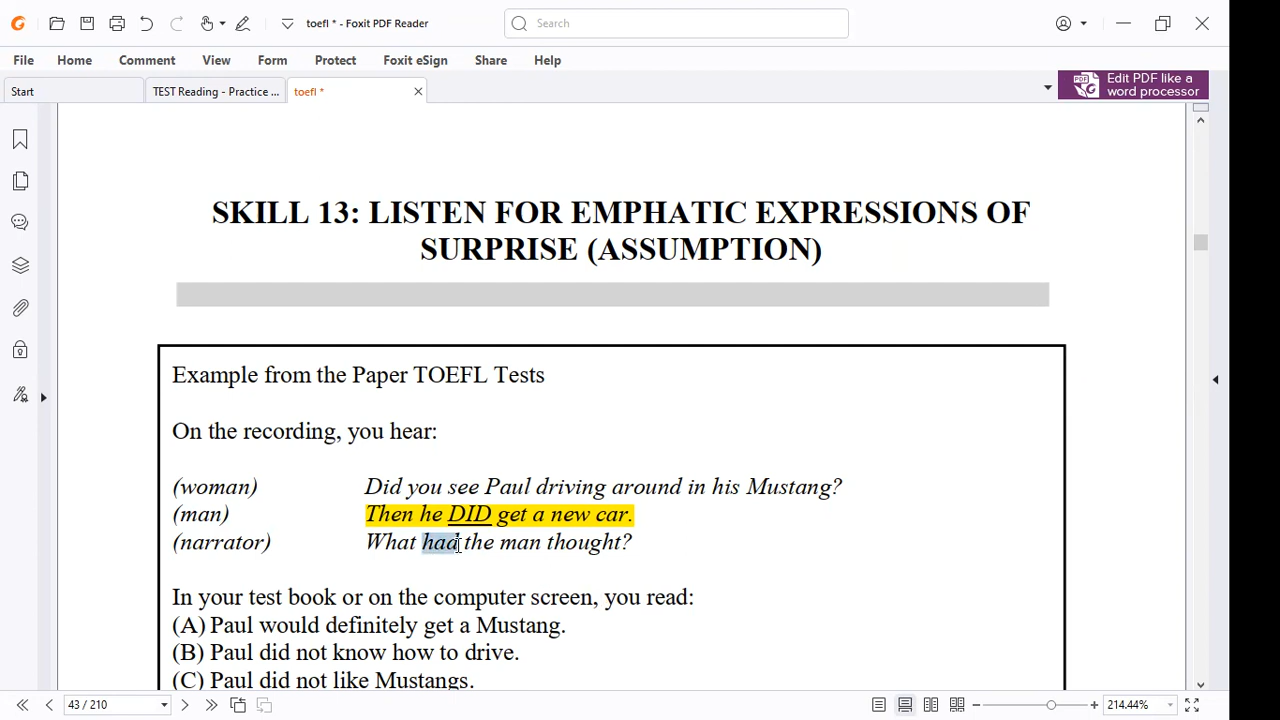 toefl * - Foxit PDF Reader
Search
File Home Comment View Form Protect Foxit eSign Share Help
Start
TEST Reading - Practice ...
toefl *
Edit PDF like a
word processor
SKILL 13: LISTEN FOR EMPHATIC EXPRESSIONS OF
SURPRISE (ASSUMPTION)
Example from the Paper TOEFL Tests
On the recording, you hear:
(woman) Did you see Paul driving around in his Mustang?
(man) Then he DID get a new car.
(narrator) What had the man thought?
In your test book or on the computer screen, you read:
(A) Paul would definitely get a Mustang.
(B) Paul did not know how to drive.
(C) Paul did not like Mustangs.
43 / 210
214.44%